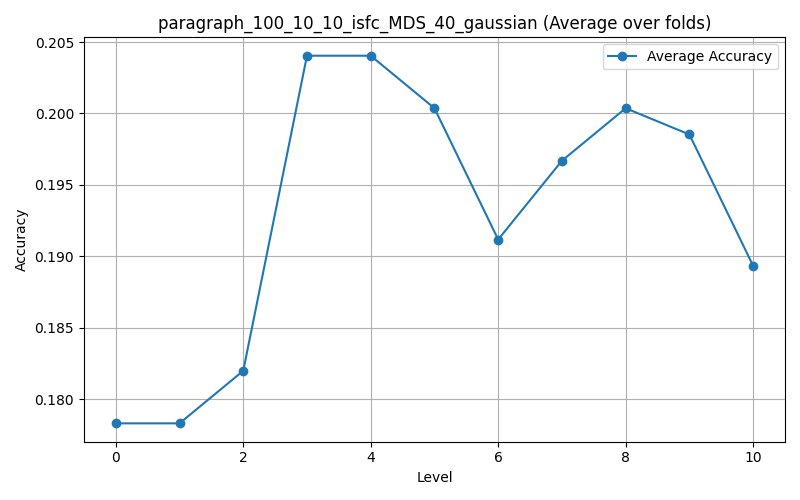 paragraph_100_10_10_isfc_MDS_40_gaussian (Average over folds)
Average Accuracy
0.205
0.200
0.195
0.190
0.185
0.180
Accuracy
0 2 4 6 8 10
Level